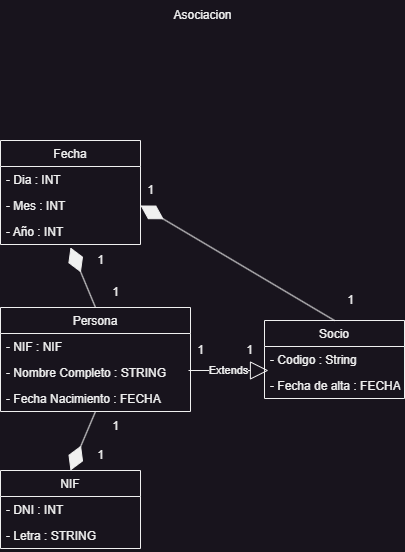 Asociacion
Fecha
- Dia : INT
- Mes : INT
- Año : INT
1
1
1
1
Persona
- NIF : NIF
- Nombre Completo : STRING
- Fecha Nacimiento : FECHA
1
Extends
1
Socio
- Codigo : String
- Fecha de alta : FECHA
1
1
NIF
- DNI : INT
- Letra : STRING